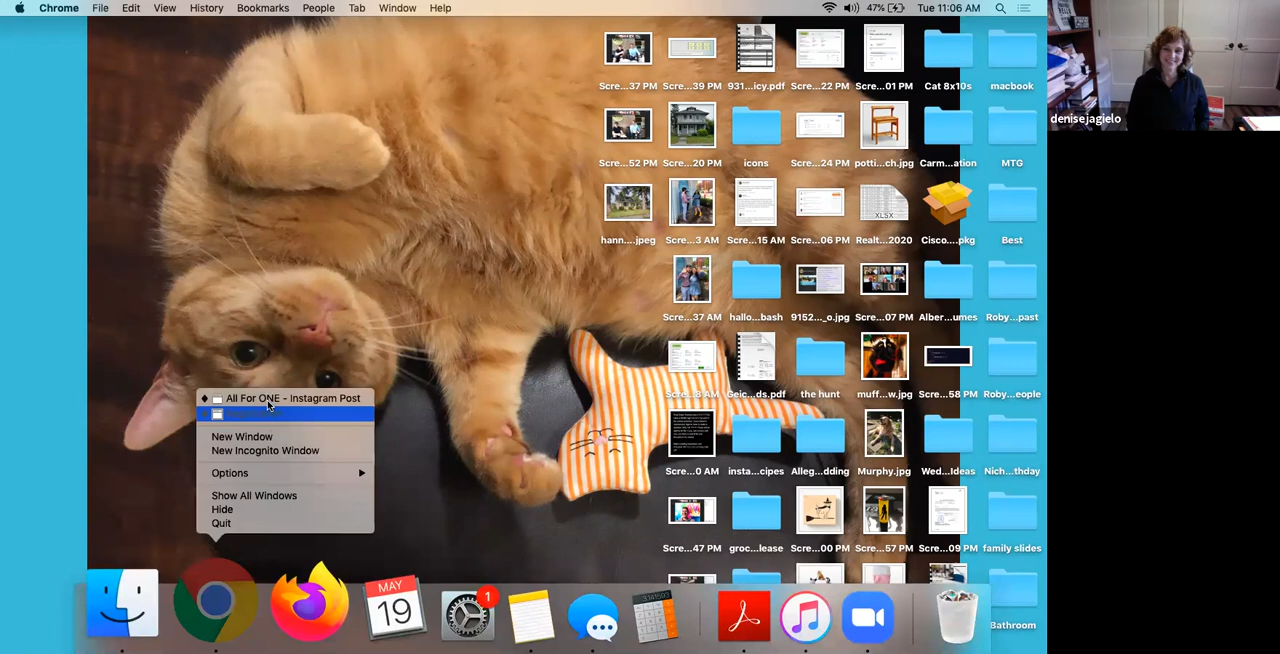 Chrome File Edit View History Bookmarks People Tab Window Help 47% Tue 11:06 AM
Scre...37 PM Scre...39 PM 931...icy.pdf Scre...22 PM Scre...01 PM Cat 8x10s macbook
denisejagielo
Scre...52 PM Scre...20 PM icons Scre...24 PM potti...ch.jpg Carm...ation MTG
XLSX
hann....jpeg Scre...3 AM Scre...15 AM Scre...06 PM Realt...2020 Cisco....pkg Best
Scre...37 AM hallo...bash 9152..._o.jpg Scre...07 PM Alber...umes Roby...past
Scre...8 AM Geic...ds.pdf the hunt muff...w.jpg Scre...58 PM Roby...eople
All For ONE - Instagram Post
New Window
New Incognito Window
Options
Show All Windows
Hide
Quit
Scre...0 AM insta...cipes Alleg...dding Murphy.jpg Wed...Ideas Nich...thday
Scre...47 PM groc...lease Scre...00 PM Scre...57 PM Scre...09 PM family slides
MAY
19
1
Bathroom